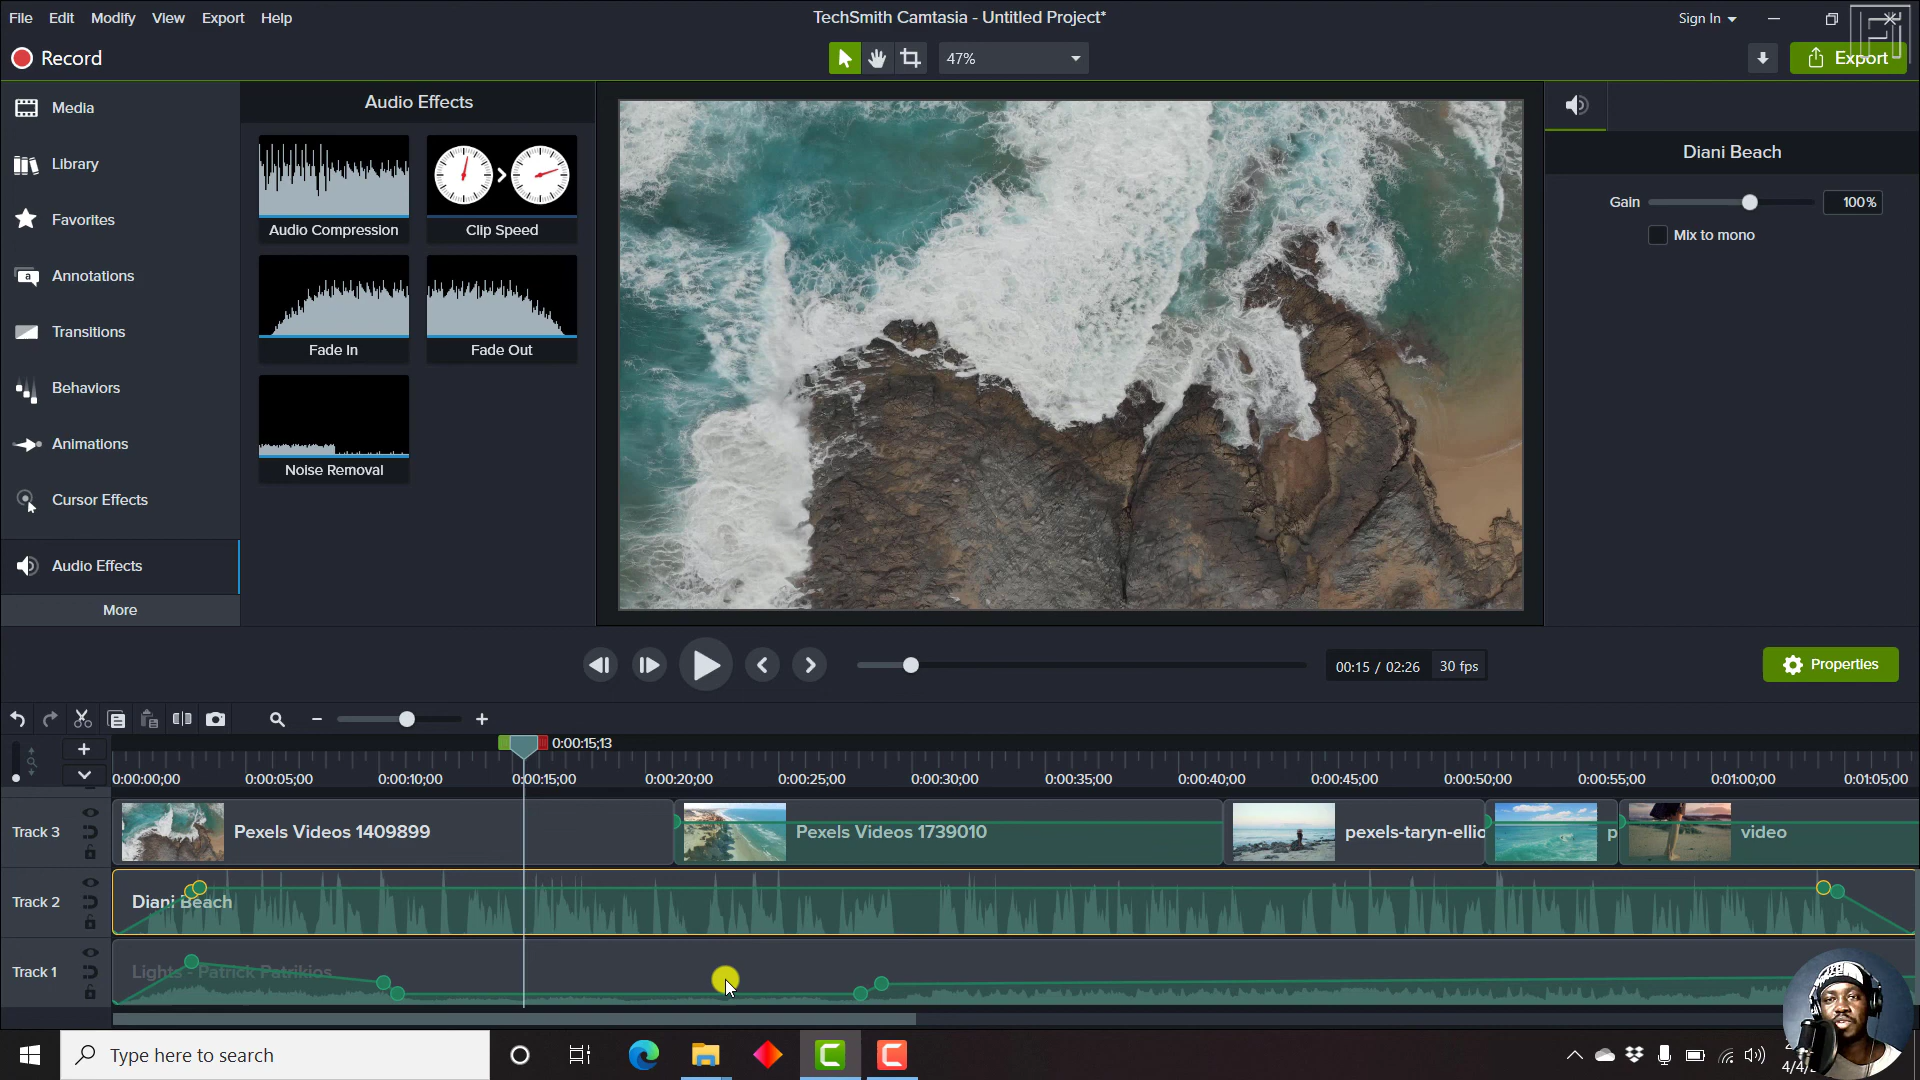 File Edit Modify View Export Help
TechSmith Camtasia - Untitled Project*
Sign In
Record
47%
Export
Media
Library
Favorites
Annotations
Transitions
Behaviors
Animations
Cursor Effects
Audio Effects
More
Audio Effects
Audio Compression
Clip Speed
Fade In
Fade Out
Noise Removal
Diani Beach
Gain 100%
Mix to mono
00:15 / 02:26 30 fps
Properties
0:00:15;13
0:00:00;00 0:00:05;00 0:00:10;00 0:00:15;00 0:00:20;00 0:00:25;00 0:00:30;00 0:00:35;00 0:00:40;00 0:00:45;00 0:00:50;00 0:00:55;00 0:01:00;00 0:01:05;00
Track 3 Pexels Videos 1409899 Pexels Videos 1739010 pexels-taryn-ellic p video
Track 2 Diani Beach
Track 1 Lights - Patrick Patrikios
Type here to search
4/4/